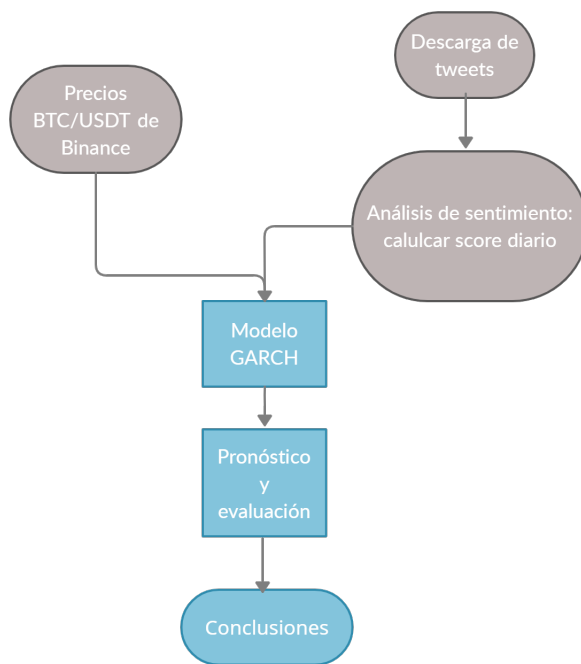 Descarga de
tweets
Precios
BTC/USDT de
Binance
Análisis de sentimiento:
calulcar score diario
Modelo
GARCH
Pronóstico
y
evaluación
Conclusiones